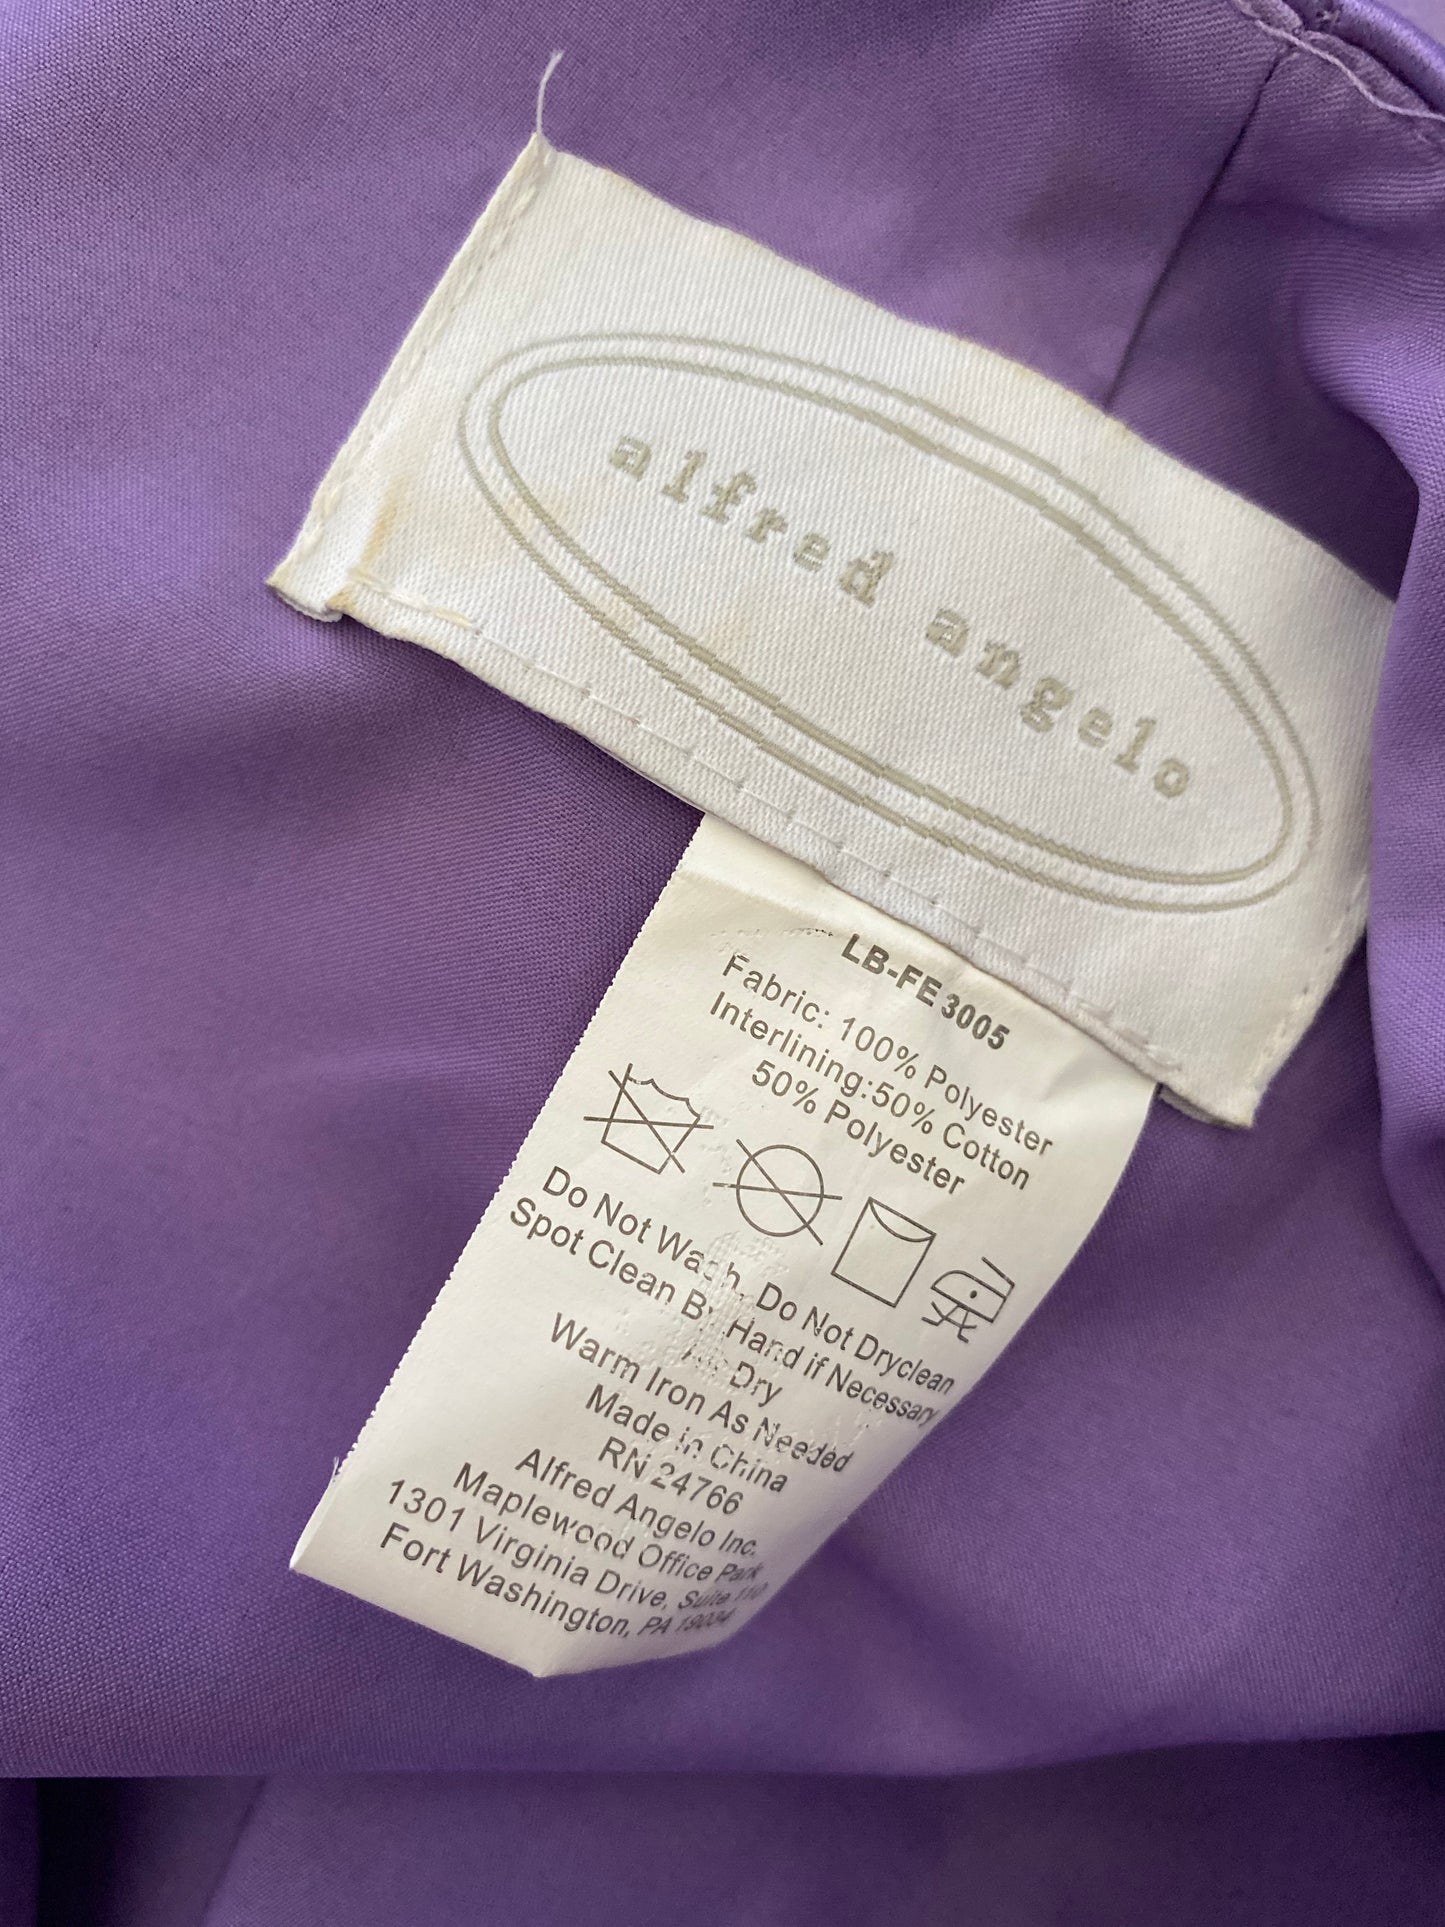 alfred angelo
LB-FE3005
Fabric: 100% Polyester
Interlining:50% Cotton
50% Polyester
Do Not Wash, Do Not Dryclean
Spot Clean By Hand if Necessary
Air Dry
Warm Iron As Needed
Made in China
RN 24766
Alfred Angelo Inc.
Maplewood Office Park
1301 Virginia Drive, Suite 110
Fort Washington, PA 19034